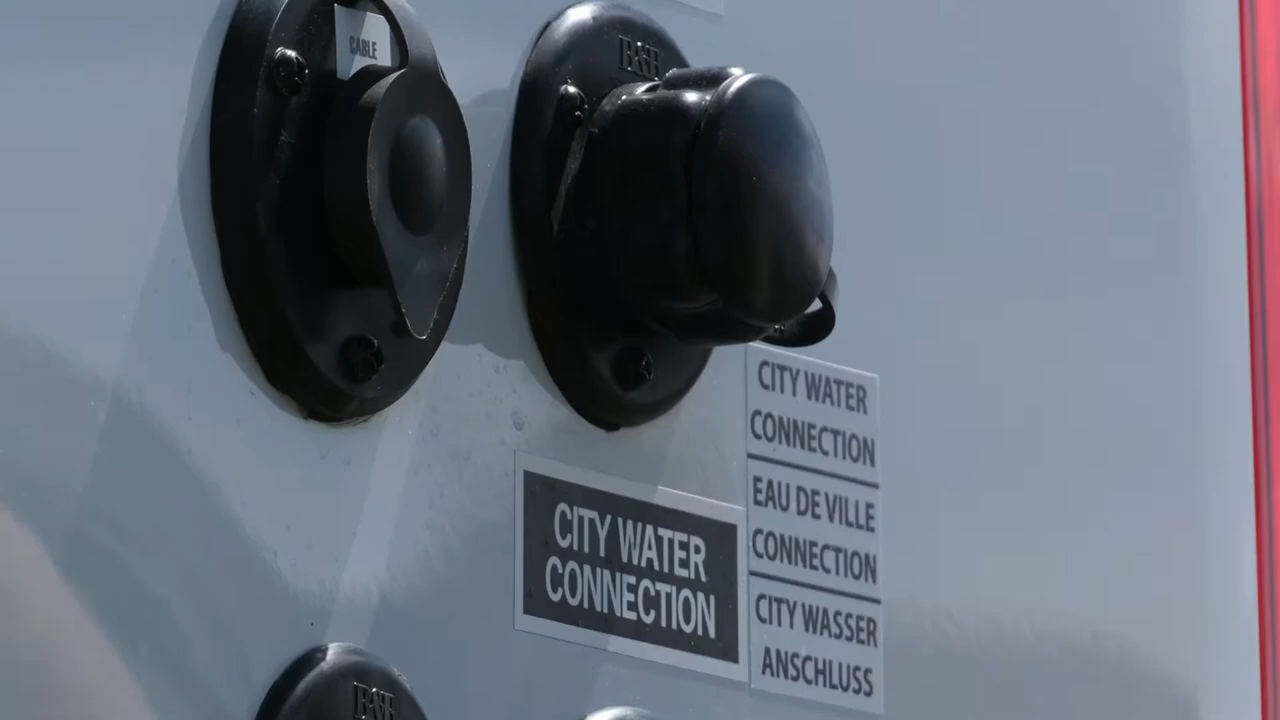 CABLE
B&B
CITY WATER
CONNECTION
CITY WATER
CONNECTION
EAU DE VILLE
CONNECTION
CITY WASSER
ANSCHLUSS
B&B